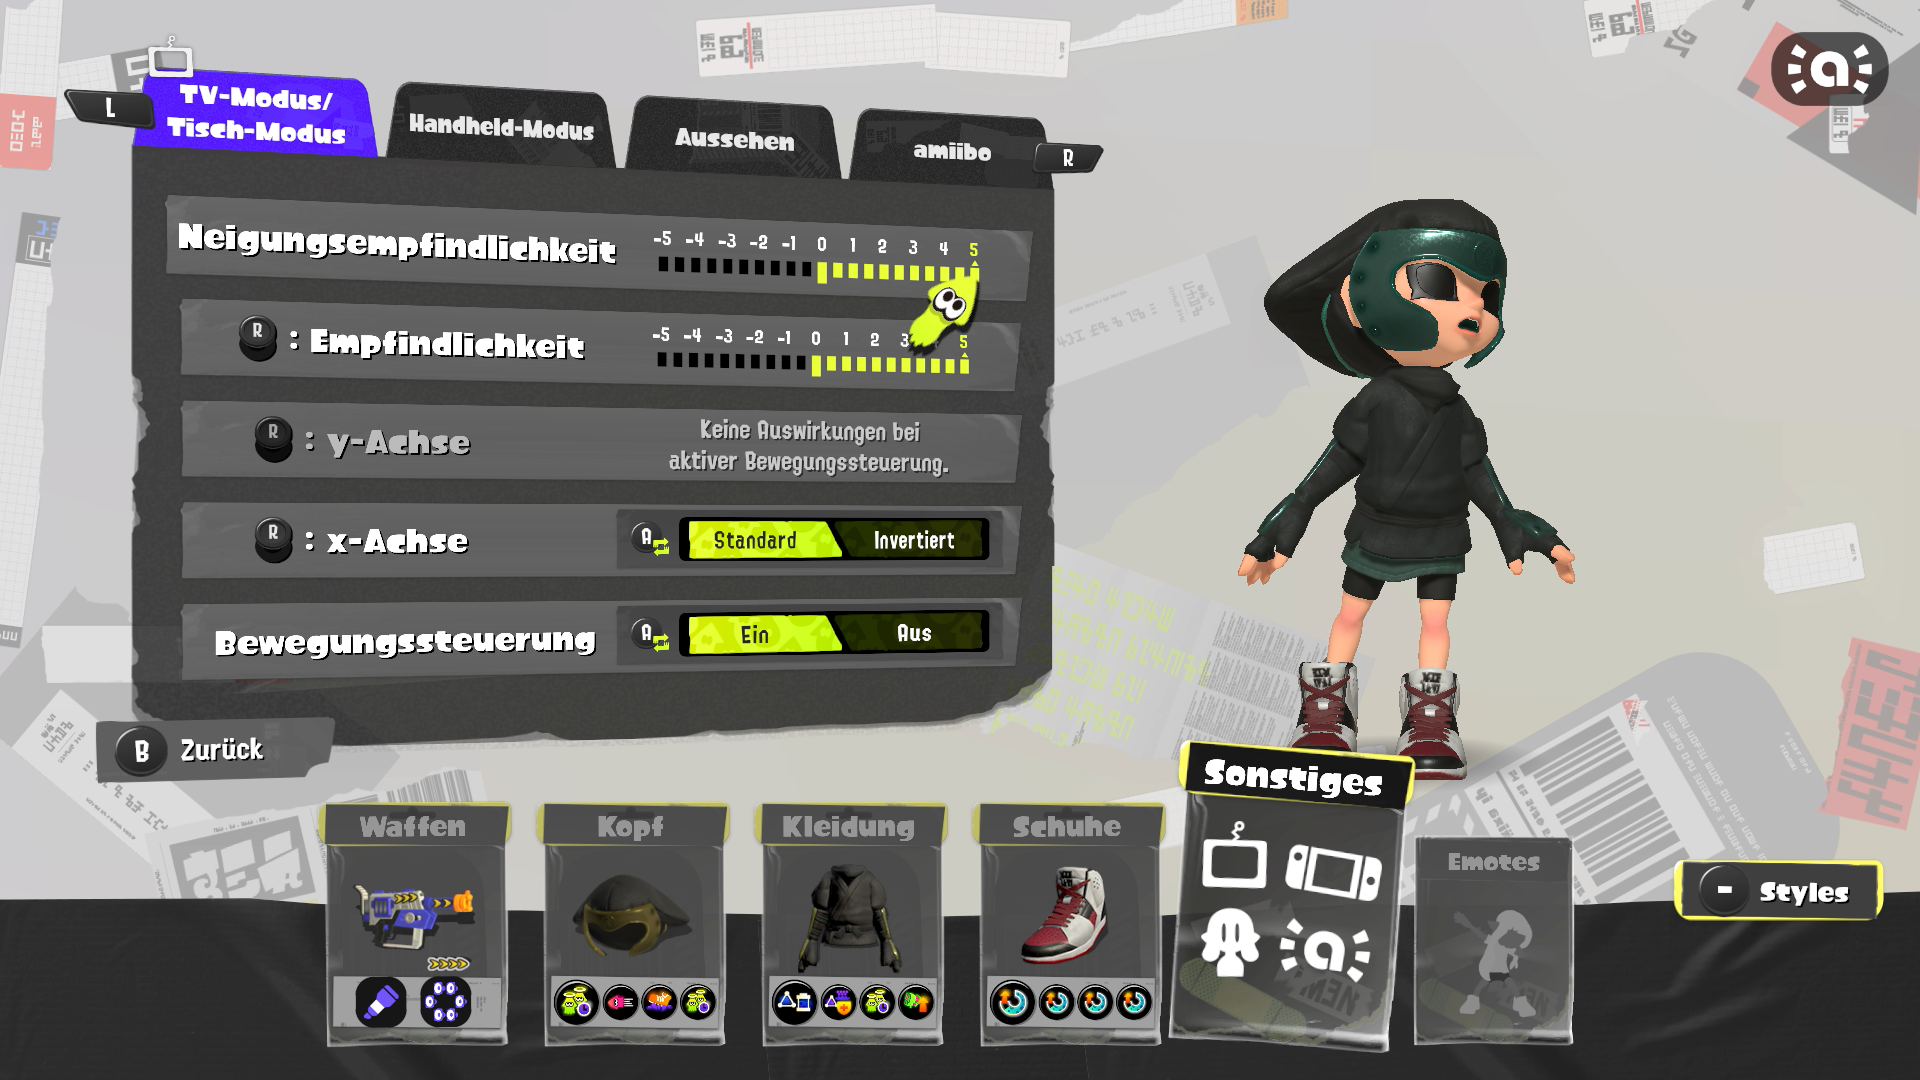 L
TV-Modus/
Tisch-Modus
Handheld-Modus
Aussehen
amiibo
R
Neigungsempfindlichkeit
-5 -4 -3 -2 -1 0 1 2 3 4 5
R : Empfindlichkeit
-5 -4 -3 -2 -1 0 1 2 3 5
R : y-Achse
Keine Auswirkungen bei
aktiver Bewegungssteuerung.
R : x-Achse
A Standard Invertiert
Bewegungssteuerung
A Ein Aus
B Zurück
Waffen
Kopf
Kleidung
Schuhe
Sonstiges
Emotes
- Styles
a
a